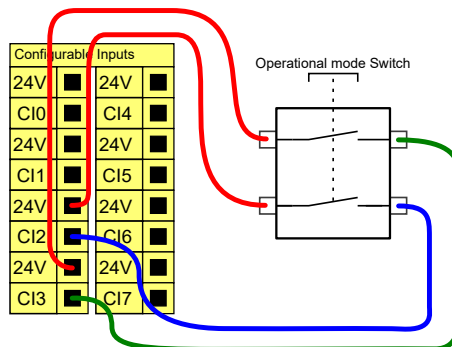 Configurable Inputs
Operational mode Switch
24V 24V
CI0 CI4
24V 24V
CI1 CI5
24V 24V
CI2 CI6
24V 24V
CI3 CI7